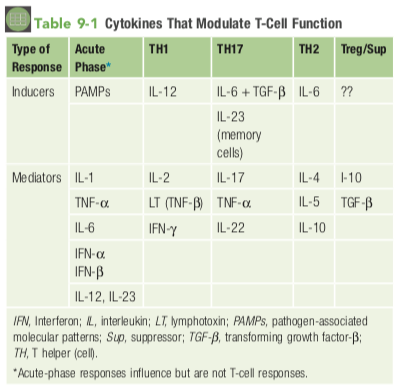 Table 9-1 Cytokines That Modulate T-Cell Function
Type of Response Acute Phase* TH1 TH17 TH2 Treg/Sup
Inducers PAMPs IL-12 IL-6 + TGF-β IL-6 ??
IL-23 (memory cells)
Mediators IL-1 IL-2 IL-17 IL-4 I-10
TNF-α LT (TNF-β) TNF-α IL-5 TGF-β
IL-6 IFN-γ IL-22 IL-10
IFN-α
IFN-β
IL-12, IL-23
IFN, Interferon; IL, interleukin; LT, lymphotoxin; PAMPs, pathogen-associated
molecular patterns; Sup, suppressor; TGF-β, transforming growth factor-β;
TH, T helper (cell).
*Acute-phase responses influence but are not T-cell responses.